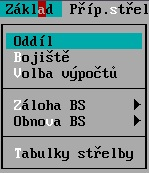 Základ Příp.střel
Oddíl
Bojiště
Volba výpočtů
Záloha BS
Obnova BS
Tabulky střelby